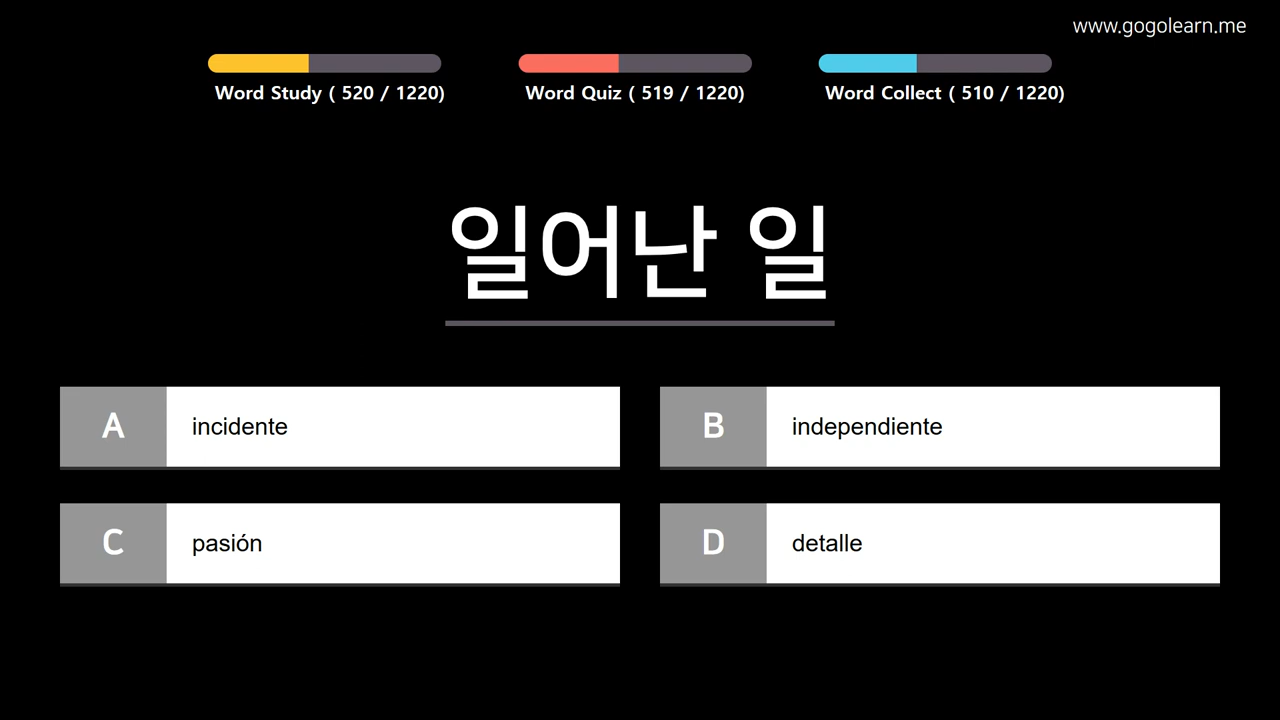 www.gogolearn.me
Word Study ( 520 / 1220)
Word Quiz ( 519 / 1220)
Word Collect ( 510 / 1220)
일어난 일
A incidente
B independiente
C pasión
D detalle